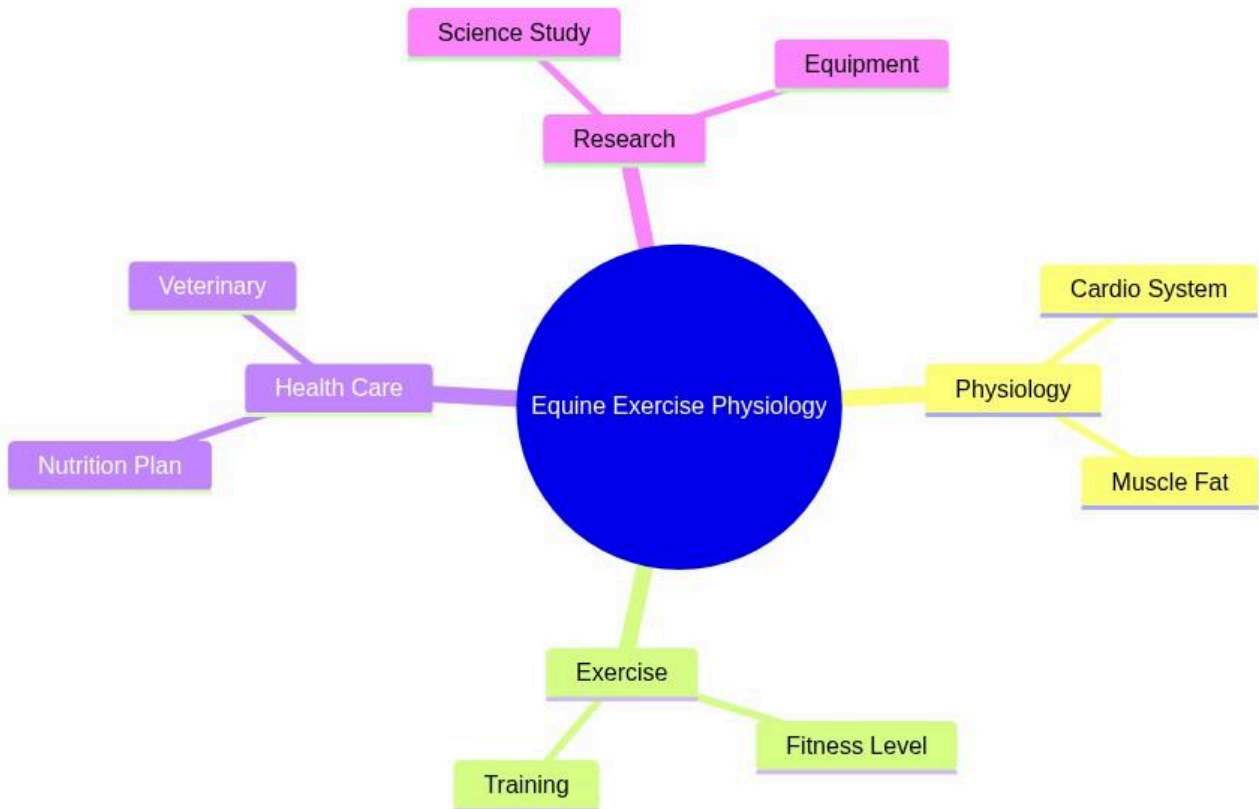 Science Study
Equipment
Research
Veterinary
Cardio System
Health Care
Physiology
Equine Exercise Physiology
Nutrition Plan
Muscle Fat
Exercise
Fitness Level
Training